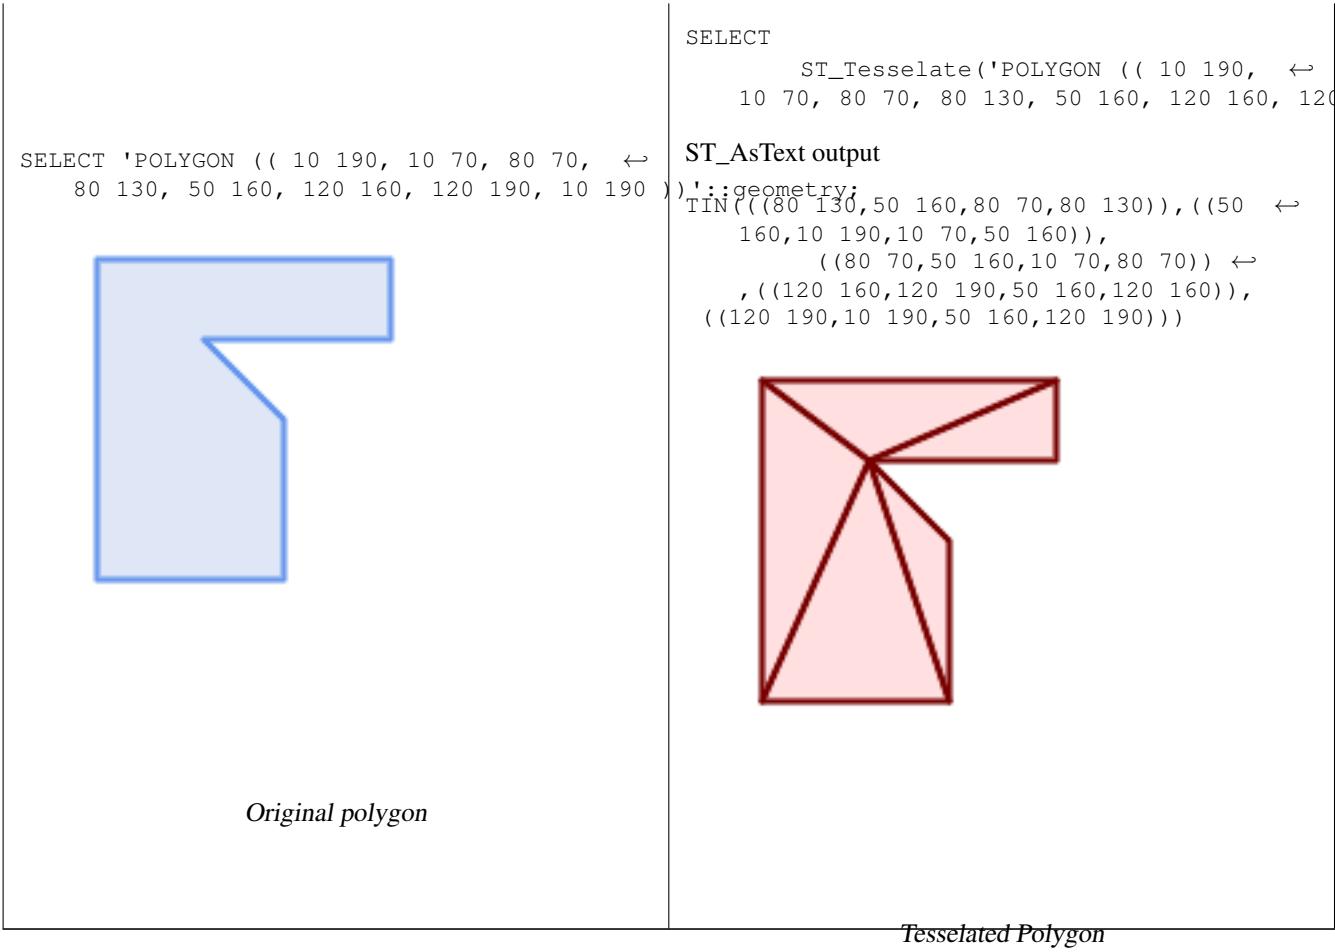 SELECT 'POLYGON (( 10 190, 10 70, 80 70, ↩
80 130, 50 160, 120 160, 120 190, 10 190 ))'::geometry;
Original polygon
SELECT
ST_Tesselate('POLYGON (( 10 190, ↩
10 70, 80 70, 80 130, 50 160, 120 160, 120
ST_AsText output
TIN(((80 130,50 160,80 70,80 130)),((50 ↩
160,10 190,10 70,50 160)),
((80 70,50 160,10 70,80 70)) ↩
,((120 160,120 190,50 160,120 160)),
((120 190,10 190,50 160,120 190)))
Tesselated Polygon